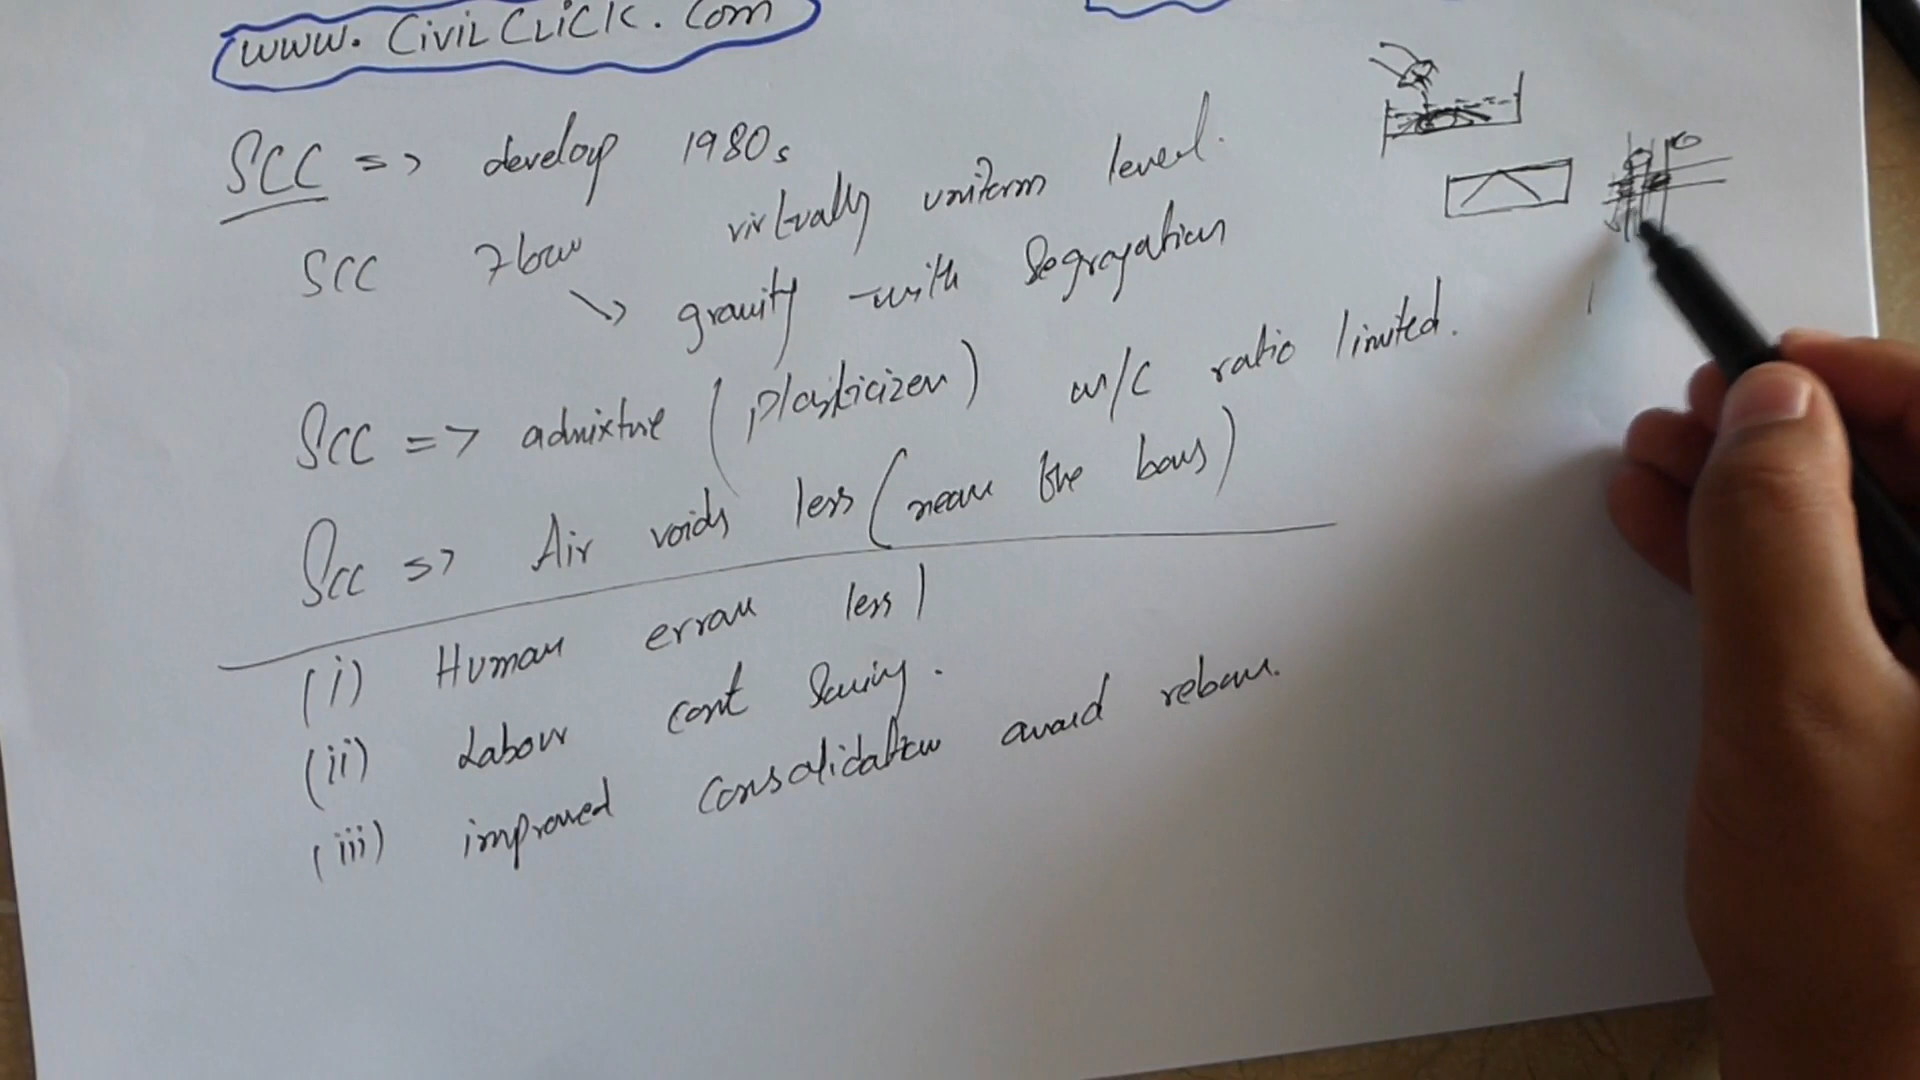 www. CiviL CLiCK. Com
SCC => develop 1980s
SCC flow virtually uniform level.
gravity with Segragation
SCC => admixture (plasticizer) w/c ratio limited.
SCC => Air voids less (near the bars)
(i) Human error less
(ii) Labour cost Saving.
(iii) improved Consolidation around rebar.